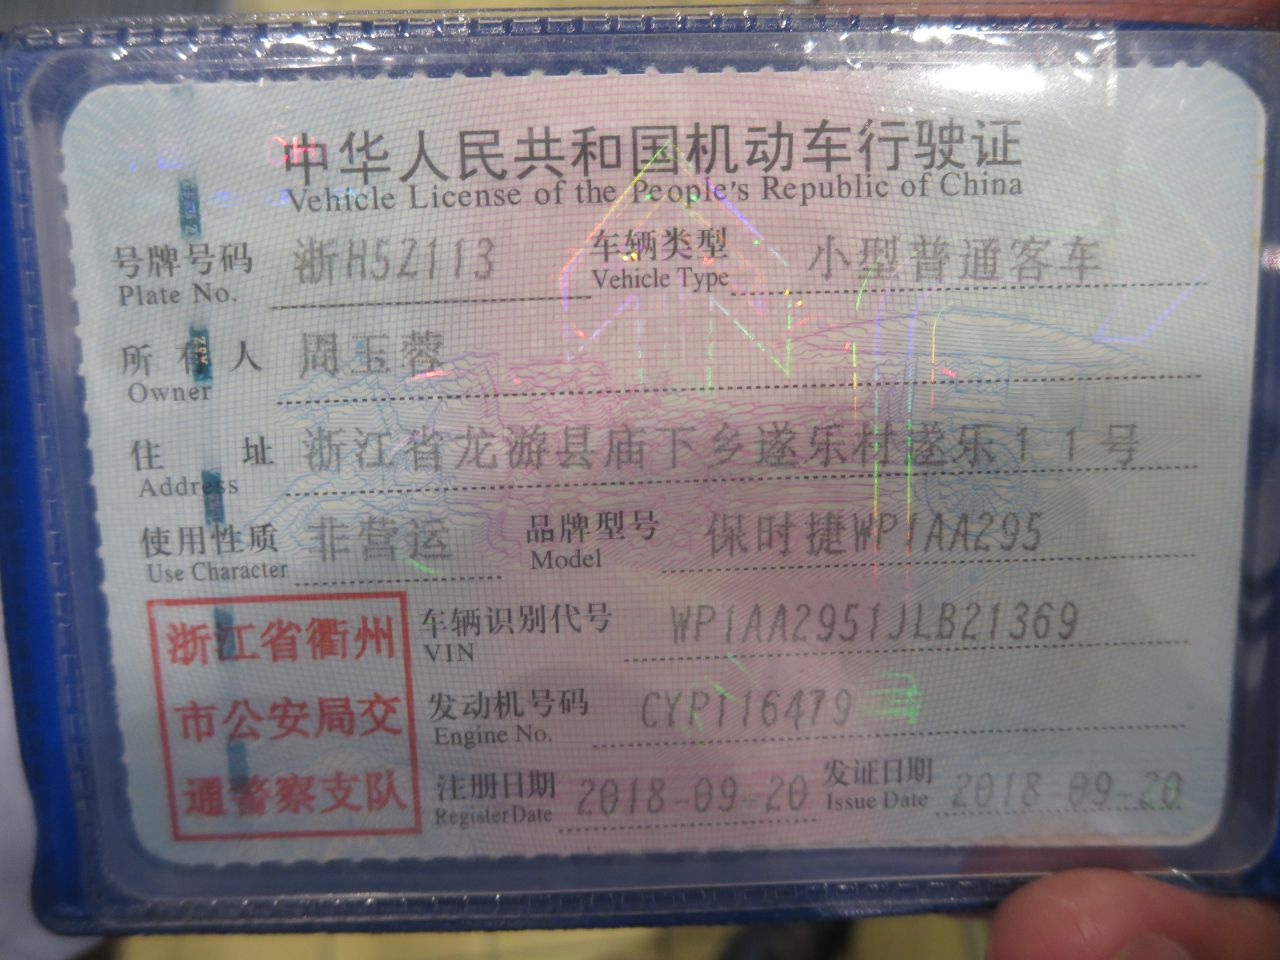 中华人民共和国机动车行驶证
Vehicle License of the People's Republic of China
号牌号码 浙H5Z113 车辆类型 小型普通客车
Plate No. Vehicle Type
所有人 周玉蓉
Owner
住址 浙江省龙游县庙下乡遂乐村遂乐11号
Address
使用性质 非营运 品牌型号 保时捷WP1AA295
Use Character Model
浙江省衢州
市公安局交
通警察支队
车辆识别代号 WP1AA2951JLB21369
VIN
发动机号码 CYP116479
Engine No.
注册日期 2018-09-20 发证日期 2018-09-20
Register Date Issue Date